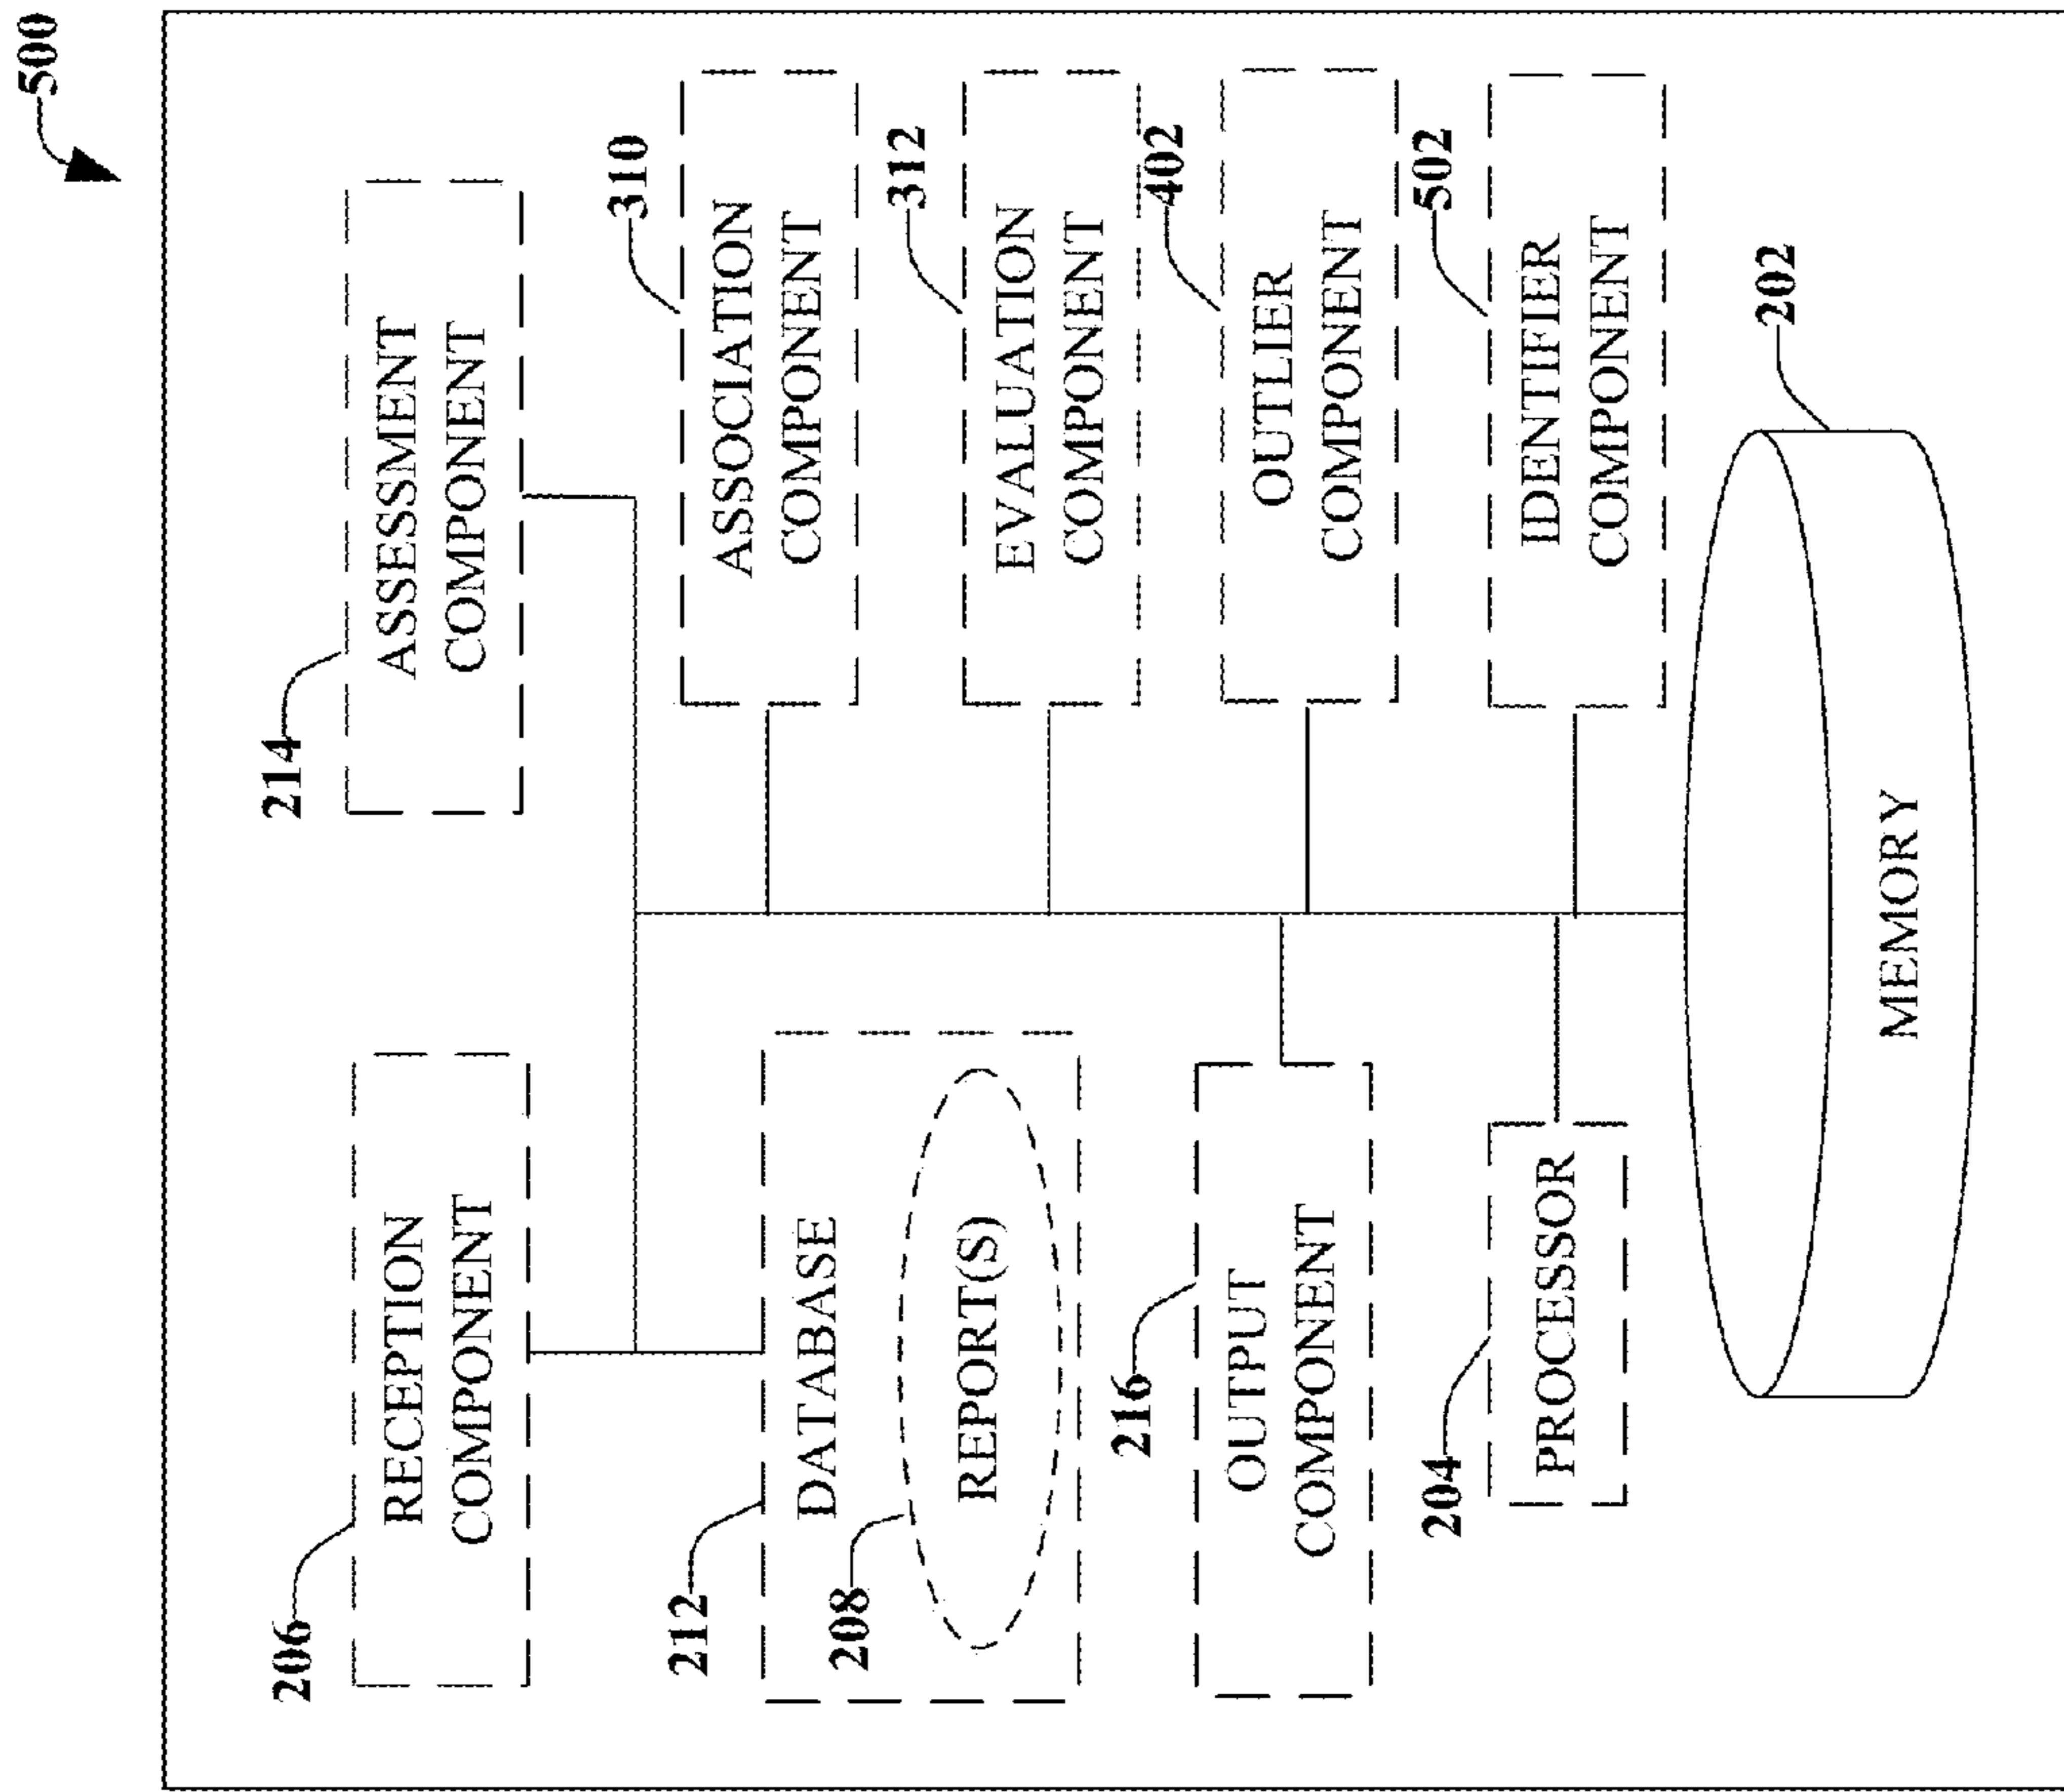 500
206
RECEPTION
COMPONENT
214
ASSESSMENT
COMPONENT
212
DATABASE
208
REPORT(S)
310
ASSOCIATION
COMPONENT
312
EVALUATION
COMPONENT
216
OUTPUT
COMPONENT
402
OUTLIER
COMPONENT
204
PROCESSOR
502
IDENTIFIER
COMPONENT
202
MEMORY